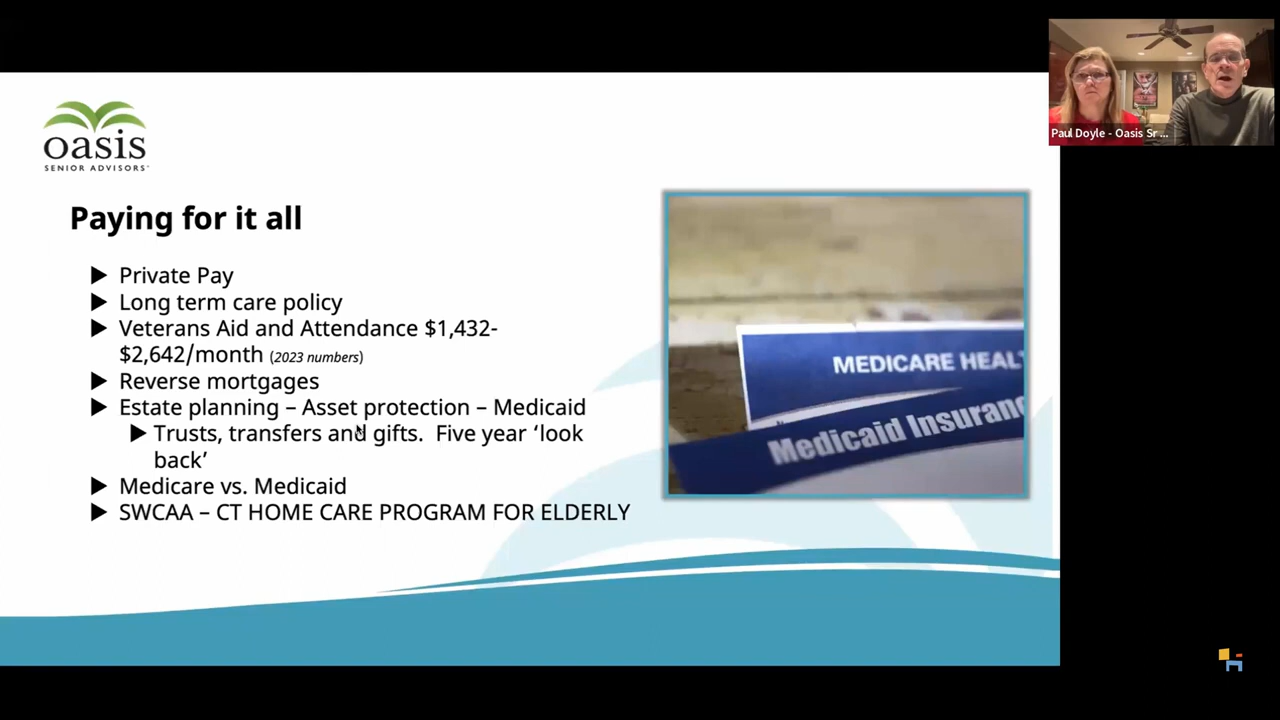 Paul Doyle - Oasis Sr ...
oasis
SENIOR ADVISORS
Paying for it all
Private Pay
Long term care policy
Veterans Aid and Attendance $1,432-
$2,642/month (2023 numbers)
Reverse mortgages
Estate planning – Asset protection – Medicaid
Trusts, transfers and gifts. Five year ‘look
back’
Medicare vs. Medicaid
SWCAA – CT HOME CARE PROGRAM FOR ELDERLY
MEDICARE HEAL
Medicaid Insuran